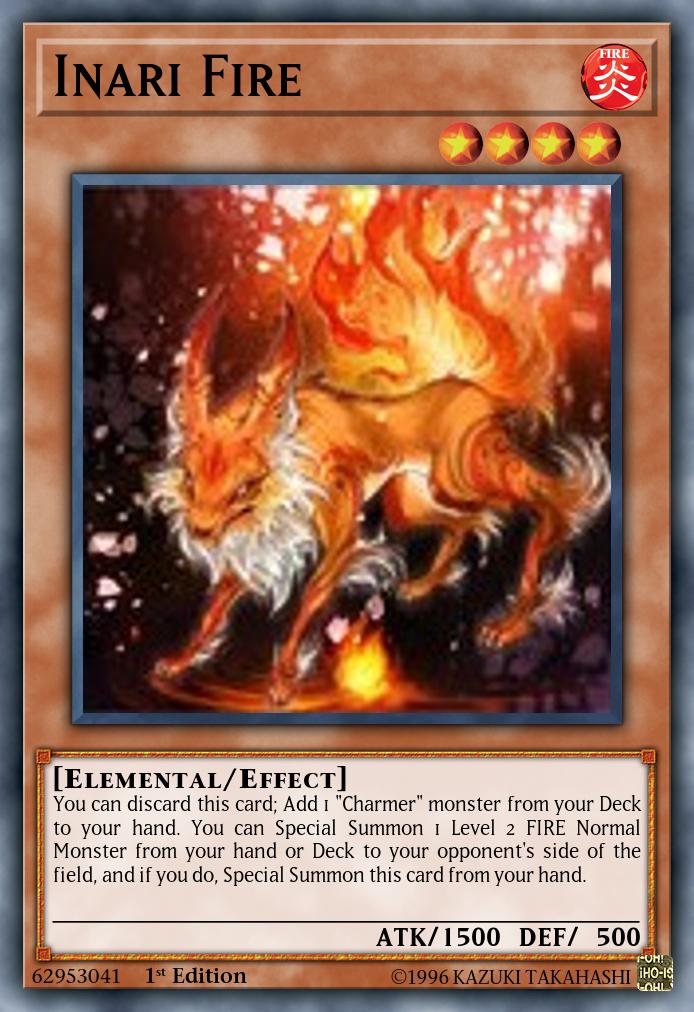 Inari Fire
FIRE
炎
[Elemental/Effect]
You can discard this card; Add 1 "Charmer" monster from your Deck
to your hand. You can Special Summon 1 Level 2 FIRE Normal
Monster from your hand or Deck to your opponent's side of the
field, and if you do, Special Summon this card from your hand.
ATK/1500 DEF/ 500
62953041 1st Edition ©1996 KAZUKI TAKAHASHI